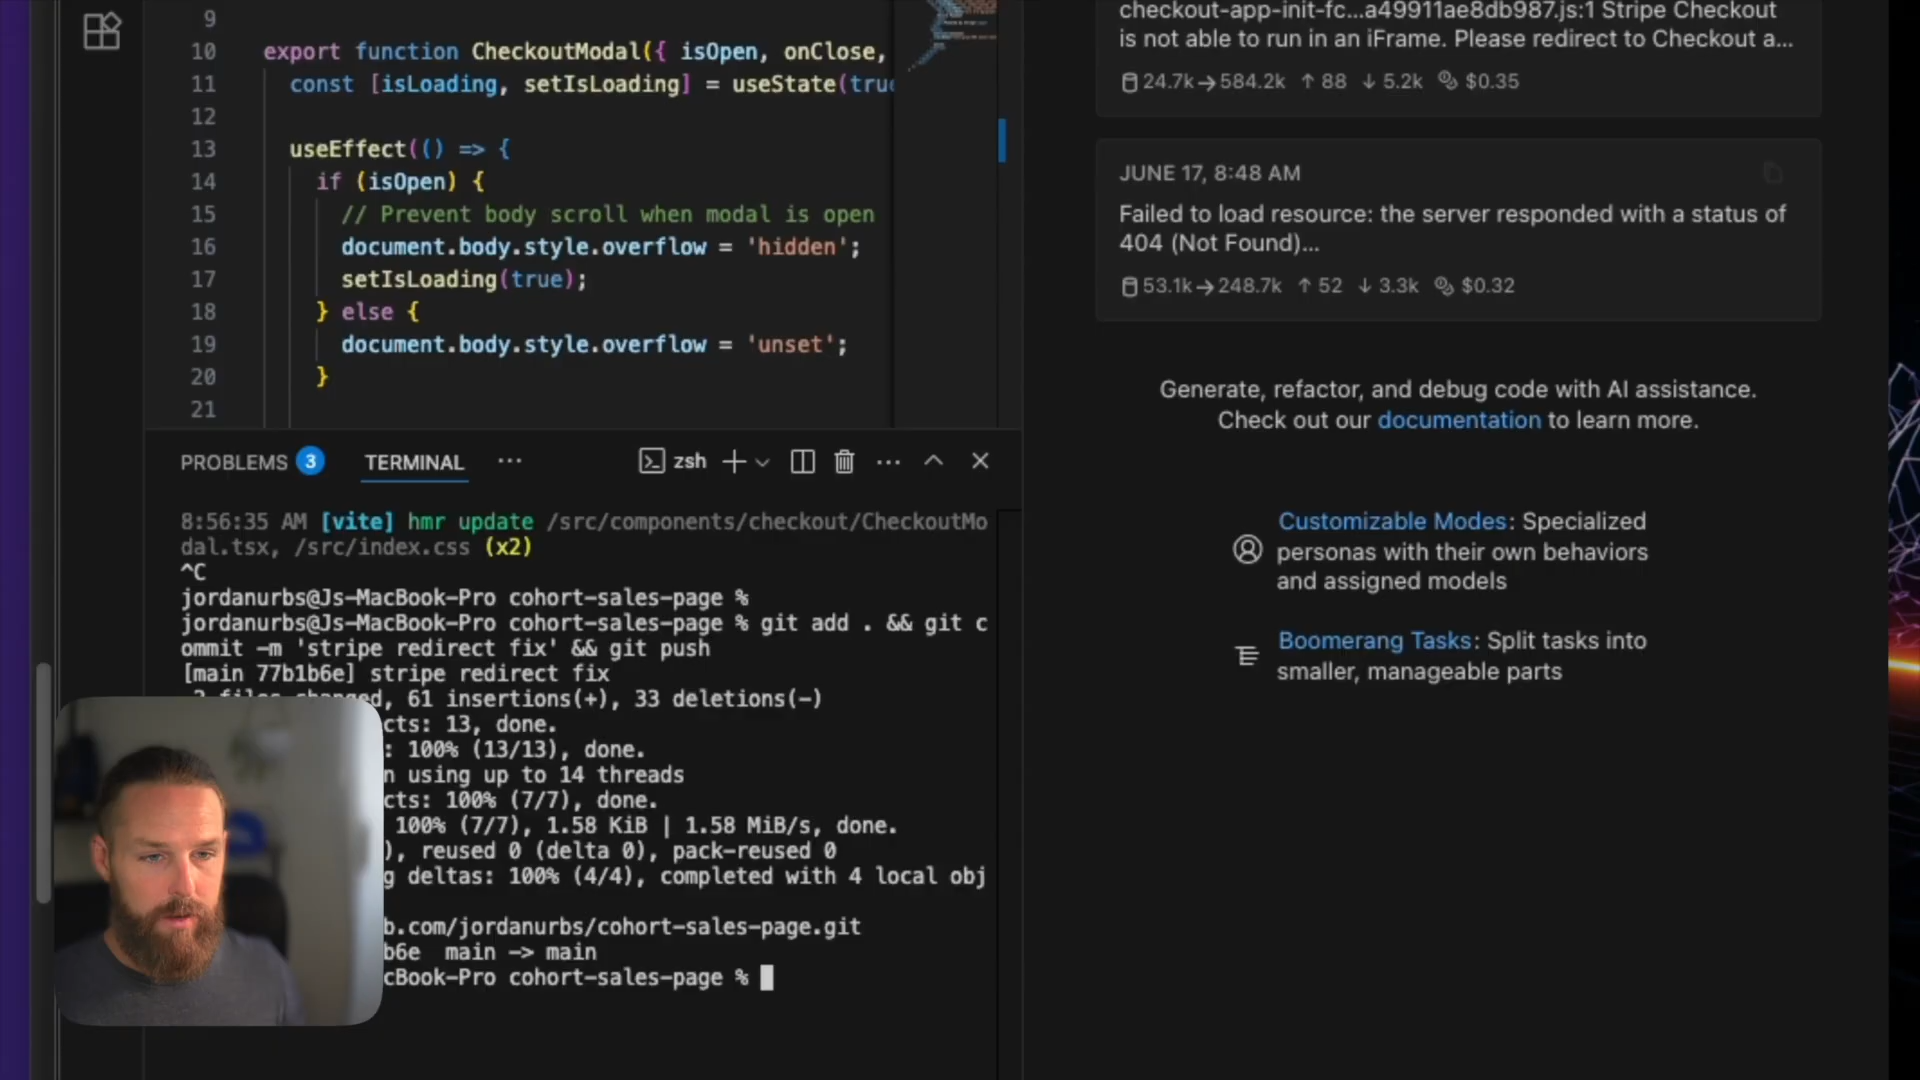 9
10 export function CheckoutModal({ isOpen, onClose,
11 const [isLoading, setIsLoading] = useState(true
12
13 useEffect(() => {
14 if (isOpen) {
15 // Prevent body scroll when modal is open
16 document.body.style.overflow = 'hidden';
17 setIsLoading(true);
18 } else {
19 document.body.style.overflow = 'unset';
20 }
21
PROBLEMS 3 TERMINAL ... zsh
8:56:35 AM [vite] hmr update /src/components/checkout/CheckoutMo
dal.tsx, /src/index.css (x2)
^C
jordanurbs@Js-MacBook-Pro cohort-sales-page %
jordanurbs@Js-MacBook-Pro cohort-sales-page % git add . && git c
ommit -m 'stripe redirect fix' && git push
[main 77b1b6e] stripe redirect fix
files changed, 61 insertions(+), 33 deletions(-)
cts: 13, done.
: 100% (13/13), done.
n using up to 14 threads
cts: 100% (7/7), done.
100% (7/7), 1.58 KiB | 1.58 MiB/s, done.
), reused 0 (delta 0), pack-reused 0
g deltas: 100% (4/4), completed with 4 local obj
b.com/jordanurbs/cohort-sales-page.git
b6e main -> main
cBook-Pro cohort-sales-page %
checkout-app-init-fc...a49911ae8db987.js:1 Stripe Checkout
is not able to run in an iFrame. Please redirect to Checkout a...
24.7k→584.2k ↑ 88 ↓ 5.2k $0.35
JUNE 17, 8:48 AM
Failed to load resource: the server responded with a status of
404 (Not Found)...
53.1k→248.7k ↑ 52 ↓ 3.3k $0.32
Generate, refactor, and debug code with AI assistance.
Check out our documentation to learn more.
Customizable Modes: Specialized
personas with their own behaviors
and assigned models
Boomerang Tasks: Split tasks into
smaller, manageable parts